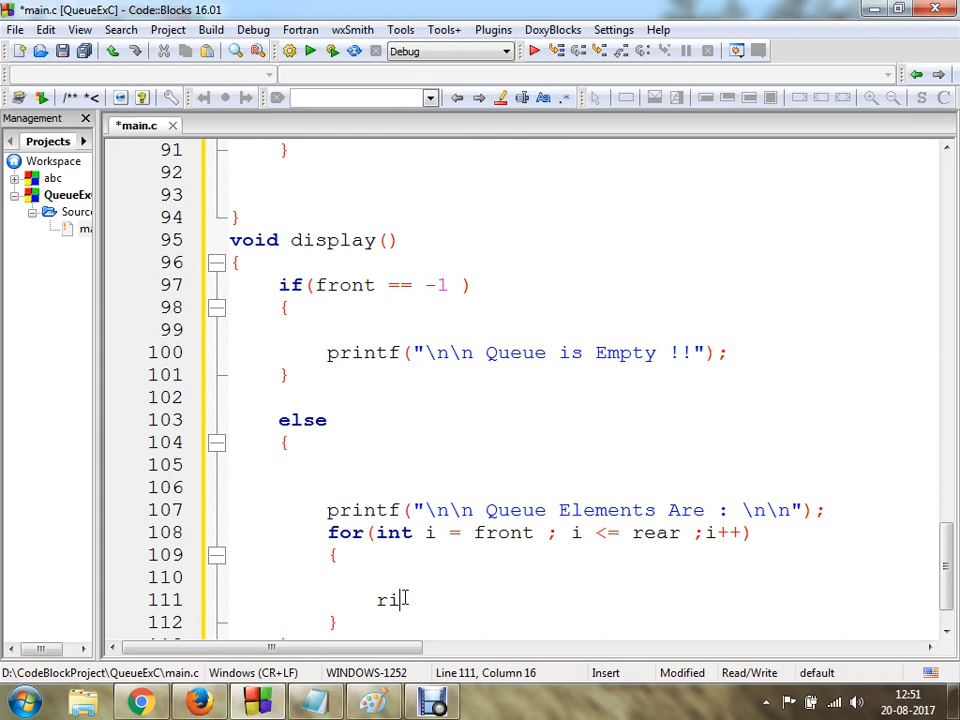 *main.c [QueueExC] - Code::Blocks 16.01
File Edit View Search Project Build Debug Fortran wxSmith Tools Tools+ Plugins DoxyBlocks Settings Help
Debug
/** *<
S C
Management
*main.c
Projects
Workspace
abc
QueueEx
Sourc
ma
91 }
92
93
94 }
95 void display()
96 {
97 if(front == -1 )
98 {
99
100 printf("\n\n Queue is Empty !!");
101 }
102
103 else
104 {
105
106
107 printf("\n\n Queue Elements Are : \n\n");
108 for(int i = front ; i <= rear ;i++)
109 {
110
111 ri
112 }
D:\CodeBlockProject\QueueExC\main.c Windows (CR+LF) WINDOWS-1252 Line 111, Column 16 Insert Modified Read/Write default
12:51
20-08-2017